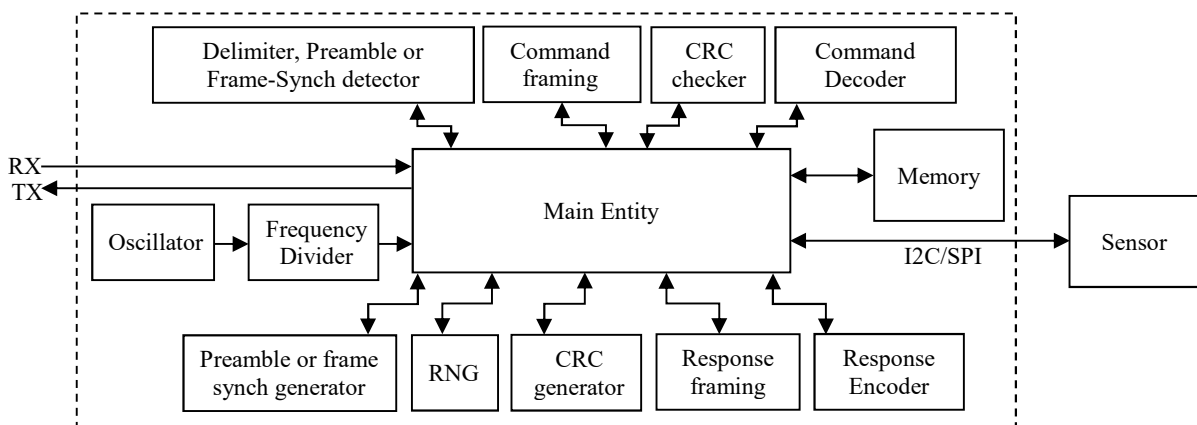 Delimiter, Preamble or
Frame-Synch detector
Command
framing
CRC
checker
Command
Decoder
RX
TX
Main Entity
Memory
Oscillator
Frequency
Divider
I2C/SPI
Sensor
Preamble or frame
synch generator
RNG
CRC
generator
Response
framing
Response
Encoder